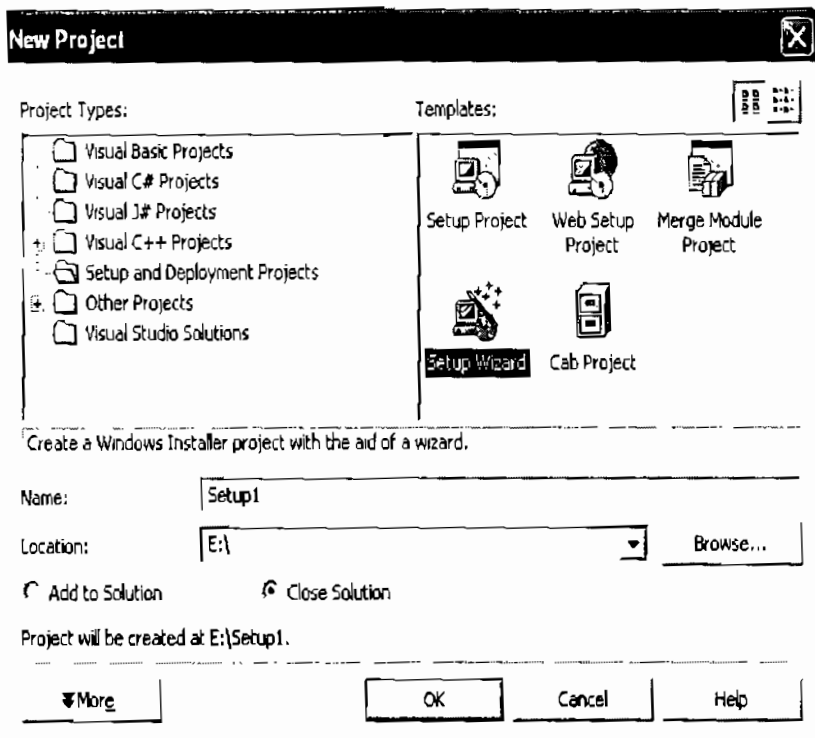 New Project
Project Types:
Templates:
Visual Basic Projects
Visual C# Projects
Visual J# Projects
Visual C++ Projects
Setup and Deployment Projects
Other Projects
Visual Studio Solutions
Setup Project
Web Setup
Project
Merge Module
Project
Setup Wizard
Cab Project
Create a Windows Installer project with the aid of a wizard.
Name:
Setup1
Location:
E:\
Browse...
Add to Solution
Close Solution
Project will be created at E:\Setup1.
More
OK
Cancel
Help